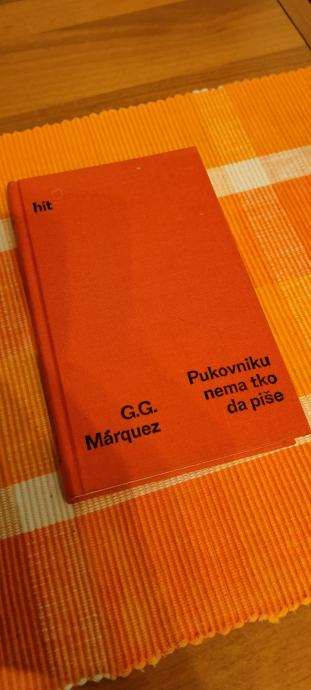 hit
G.G.
Márquez
Pukovniku
nema tko
da piše